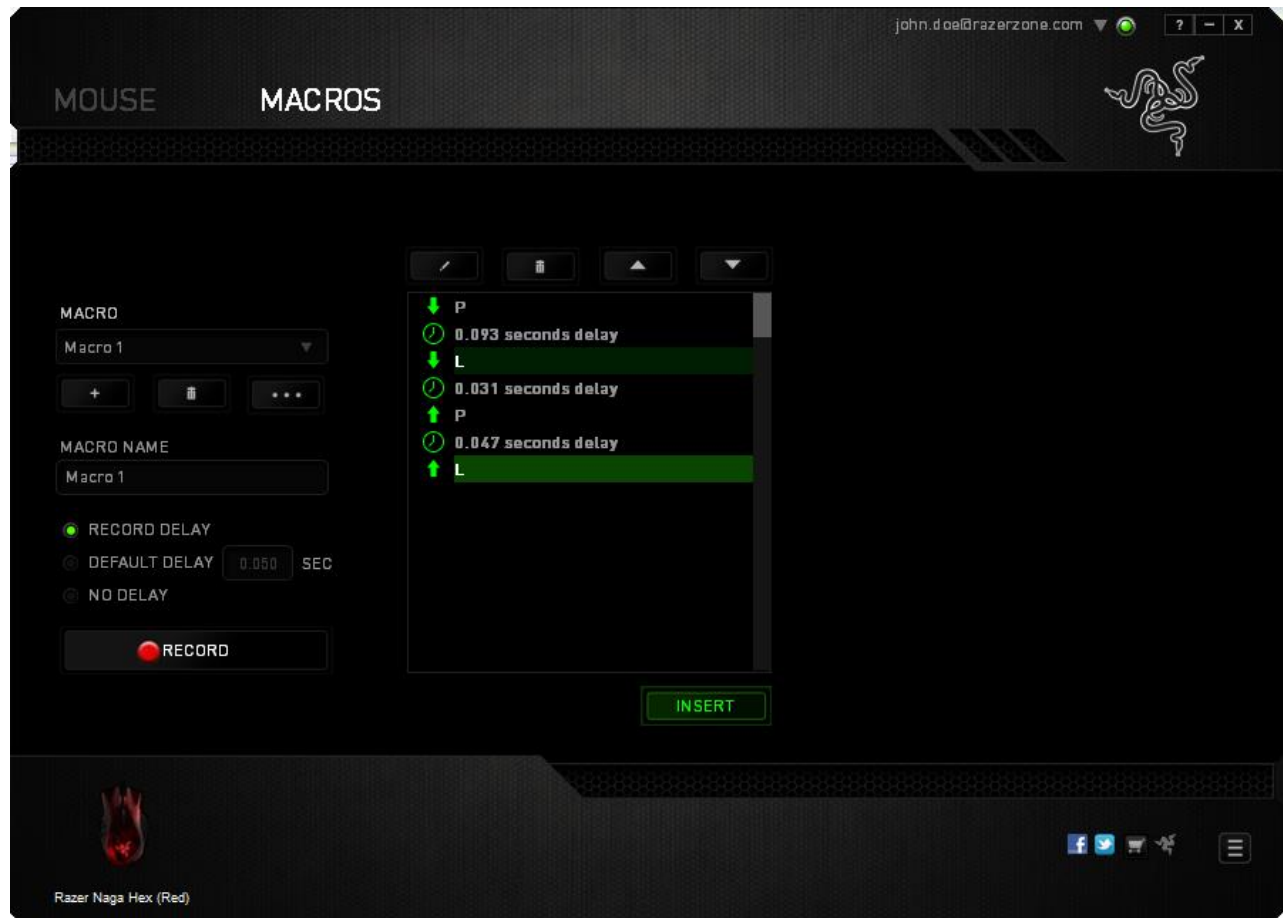 john.doe@razerzone.com
? – X
MOUSE MACROS
MACRO
Macro 1
+
MACRO NAME
Macro 1
RECORD DELAY
DEFAULT DELAY 0.050 SEC
NO DELAY
RECORD
P
0.093 seconds delay
L
0.031 seconds delay
P
0.047 seconds delay
L
INSERT
Razer Naga Hex (Red)